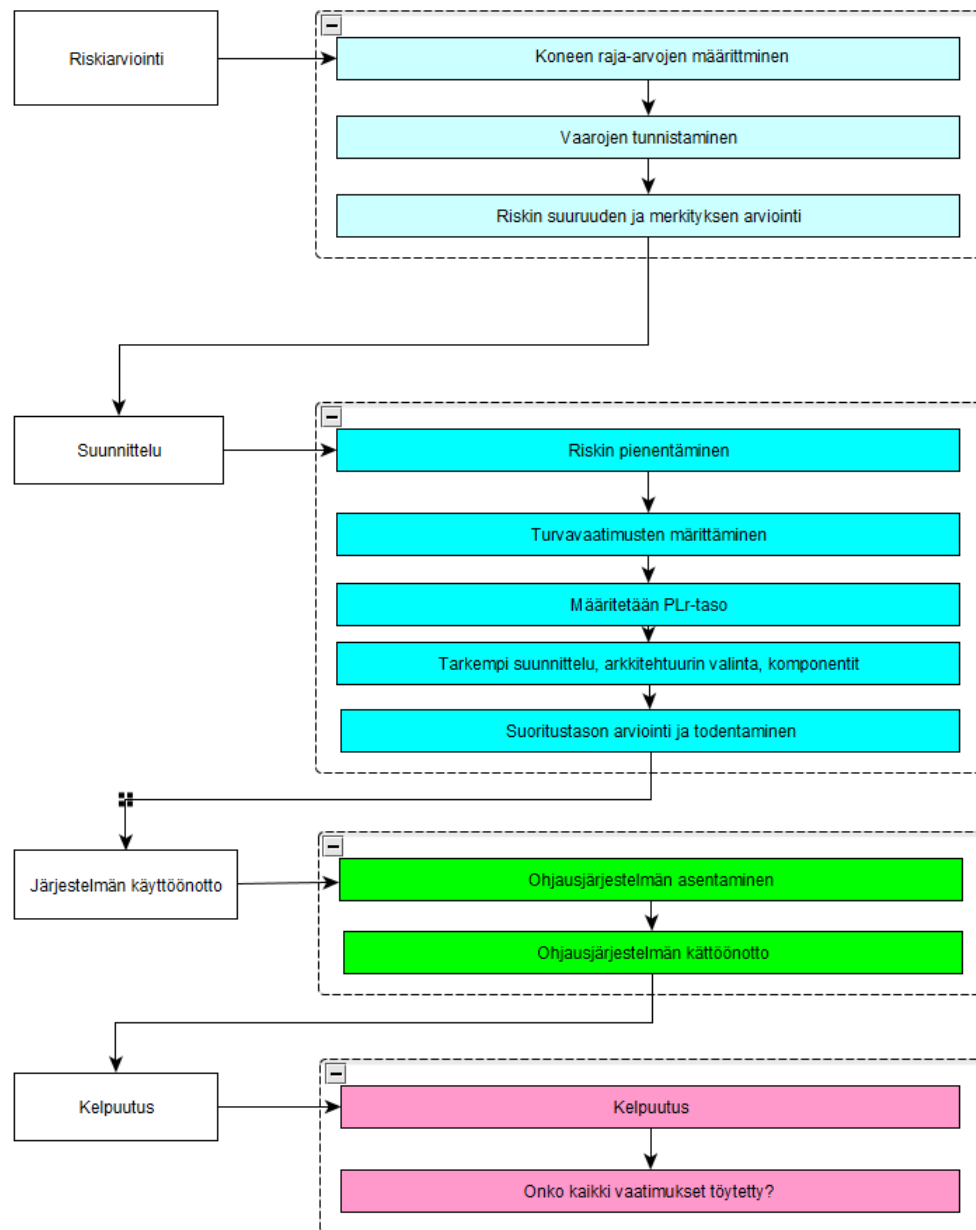 Riskiarviointi
Koneen raja-arvojen määrittminen
Vaarojen tunnistaminen
Riskin suuruuden ja merkityksen arviointi
Suunnittelu
Riskin pienentäminen
Turvavaatimusten märittäminen
Määritetään PLr-taso
Tarkempi suunnittelu, arkkitehtuurin valinta, komponentit
Suoritustason arviointi ja todentaminen
Järjestelmän käyttöönotto
Ohjausjärjestelmän asentaminen
Ohjausjärjestelmän kättöönotto
Kelpuutus
Kelpuutus
Onko kaikki vaatimukset töytetty?